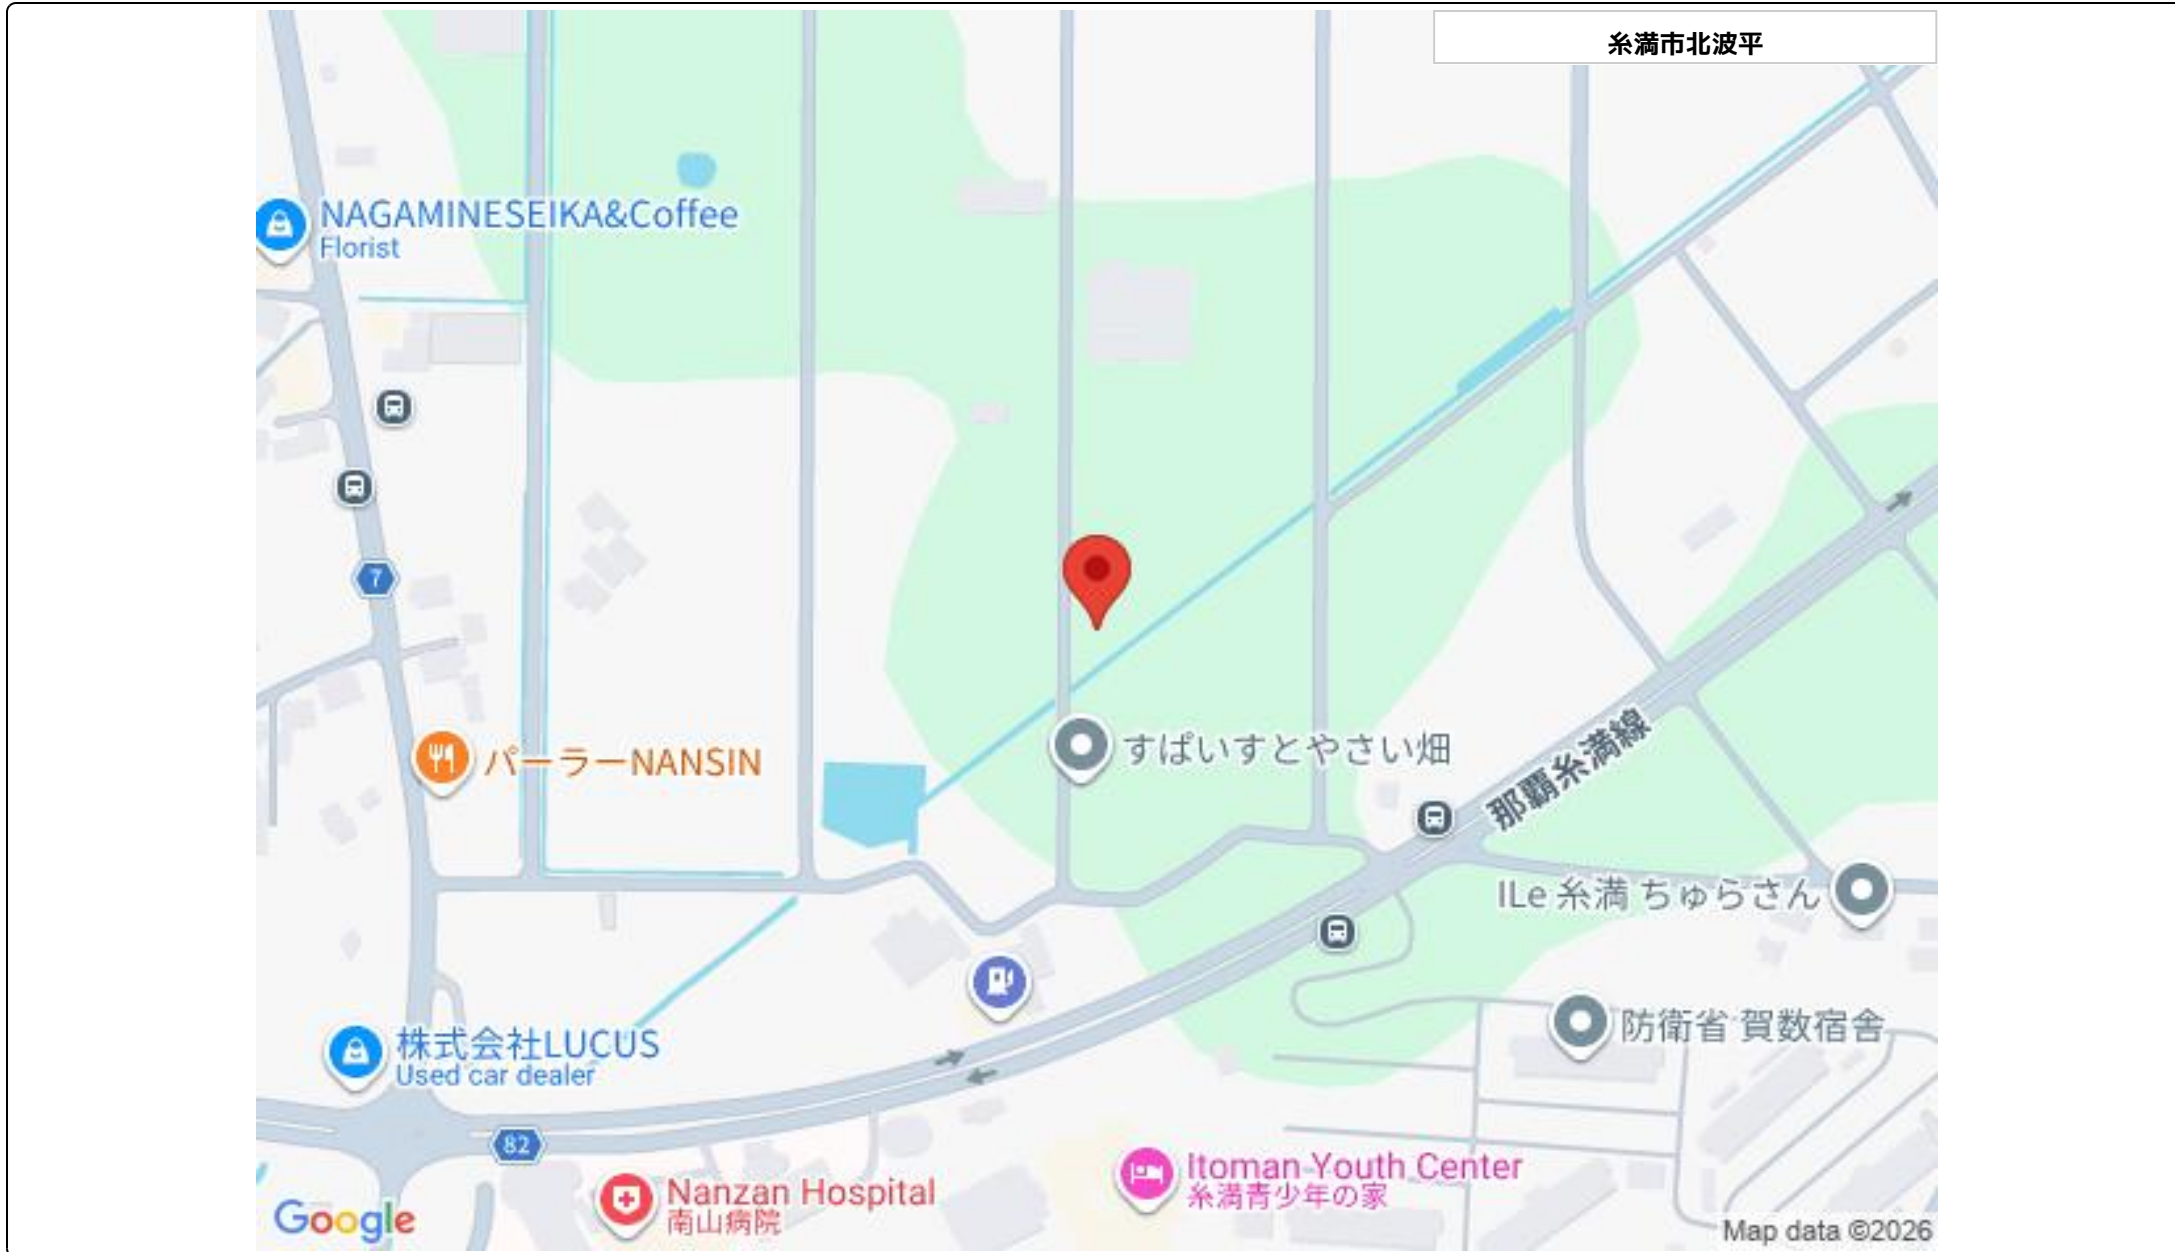 糸満市北波平
NAGAMINESEIKA&Coffee
Florist
7
パーラーNANSIN
すぱいすとやさい畑
那覇糸満線
ILe 糸満 ちゅらさん
防衛省 賀数宿舎
株式会社LUCUS
Used car dealer
82
Nanzan Hospital
南山病院
Itoman Youth Center
糸満青少年の家
Google
Map data ©2026